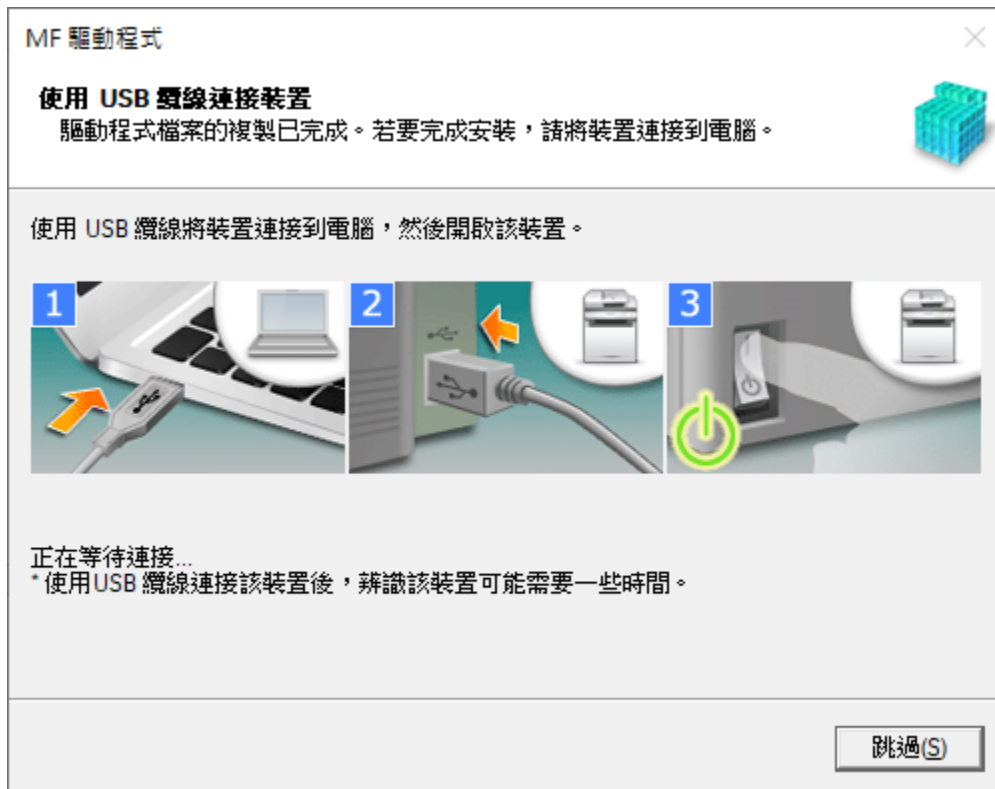 MF 驅動程式
使用 USB 纜線連接裝置
驅動程式檔案的複製已完成。若要完成安裝，請將裝置連接到電腦。
使用 USB 纜線將裝置連接到電腦，然後開啟該裝置。
1
2
3
正在等待連接...
* 使用USB 纜線連接該裝置後，辨識該裝置可能需要一些時間。
跳過(S)